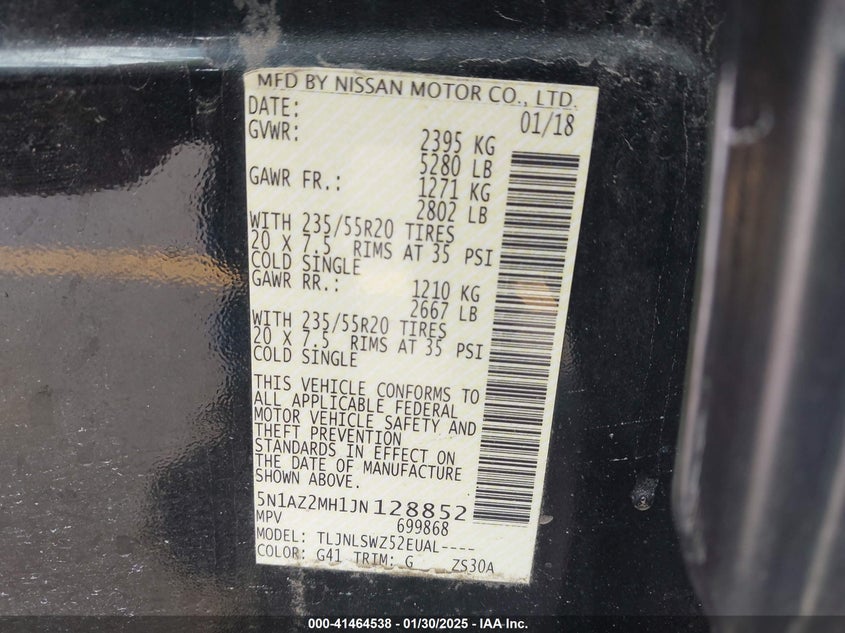 MFD BY NISSAN MOTOR CO., LTD.
DATE: 01/18
GVWR: 2395 KG
5280 LB
GAWR FR.: 1271 KG
2802 LB
WITH 235/55R20 TIRES
20 X 7.5 RIMS AT 35 PSI
COLD SINGLE
GAWR RR.: 1210 KG
2667 LB
WITH 235/55R20 TIRES
20 X 7.5 RIMS AT 35 PSI
COLD SINGLE
THIS VEHICLE CONFORMS TO
ALL APPLICABLE FEDERAL
MOTOR VEHICLE SAFETY AND
THEFT PREVENTION
STANDARDS IN EFFECT ON
THE DATE OF MANUFACTURE
SHOWN ABOVE.
5N1AZ2MH1JN128852
MPV 699868
MODEL: TLJNLSWZ52EUAL----
COLOR: G41 TRIM: G ZS30A
000-41464538 - 01/30/2025 - IAA Inc.